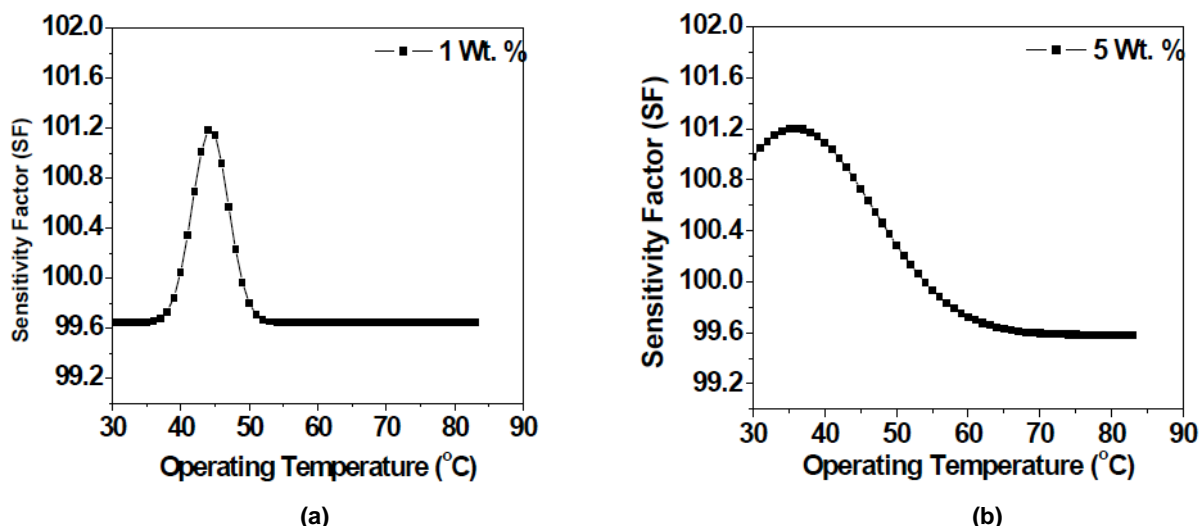 102.0
101.6
101.2
100.8
100.4
100.0
99.6
99.2
Sensitivity Factor (SF)
1 Wt. %
30 40 50 60 70 80 90
Operating Temperature (°C)
(a)
102.0
101.6
101.2
100.8
100.4
100.0
99.6
99.2
Sensitivity Factor (SF)
5 Wt. %
30 40 50 60 70 80 90
Operating Temperature (°C)
(b)